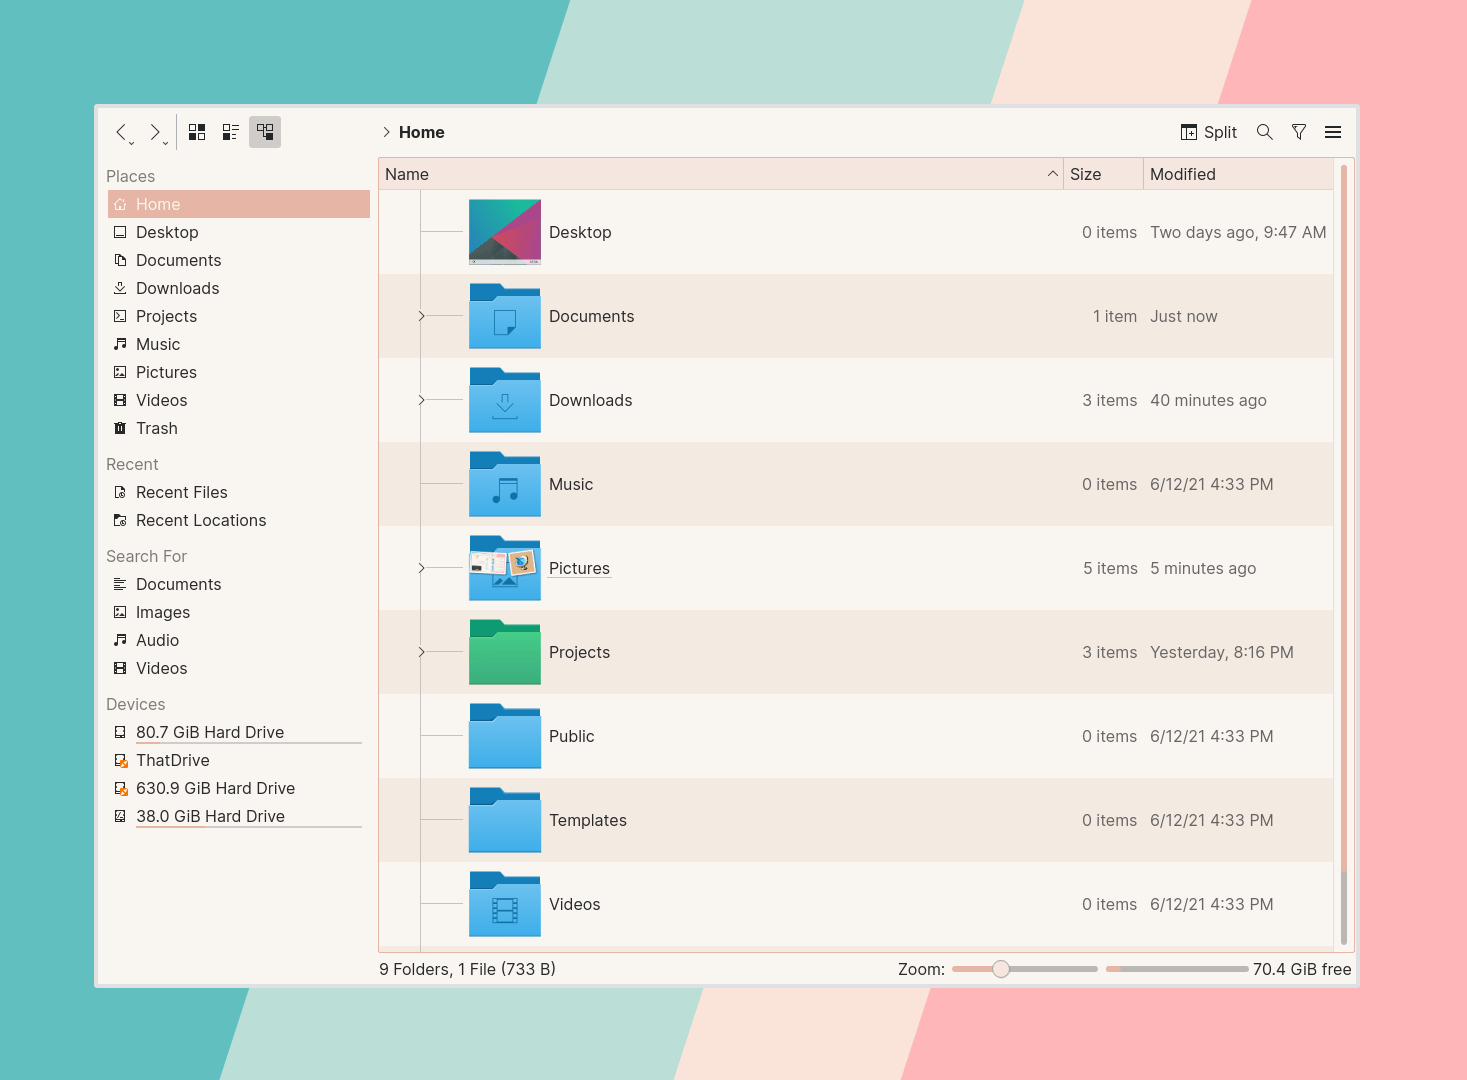 Home
Split
Places
Home
Desktop
Documents
Downloads
Projects
Music
Pictures
Videos
Trash
Recent
Recent Files
Recent Locations
Search For
Documents
Images
Audio
Videos
Devices
80.7 GiB Hard Drive
ThatDrive
630.9 GiB Hard Drive
38.0 GiB Hard Drive
Name Size Modified
Desktop 0 items Two days ago, 9:47 AM
Documents 1 item Just now
Downloads 3 items 40 minutes ago
Music 0 items 6/12/21 4:33 PM
Pictures 5 items 5 minutes ago
Projects 3 items Yesterday, 8:16 PM
Public 0 items 6/12/21 4:33 PM
Templates 0 items 6/12/21 4:33 PM
Videos 0 items 6/12/21 4:33 PM
9 Folders, 1 File (733 B) Zoom: 70.4 GiB free